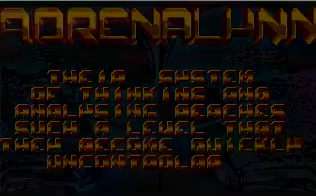 ADRENALYNN
THEIR SYSTEM
OF THINKING AND
ANALYSING REACHES
SUCH A LEVEL THAT
THEY BECOME QUICKLY
UNCONTROLAB